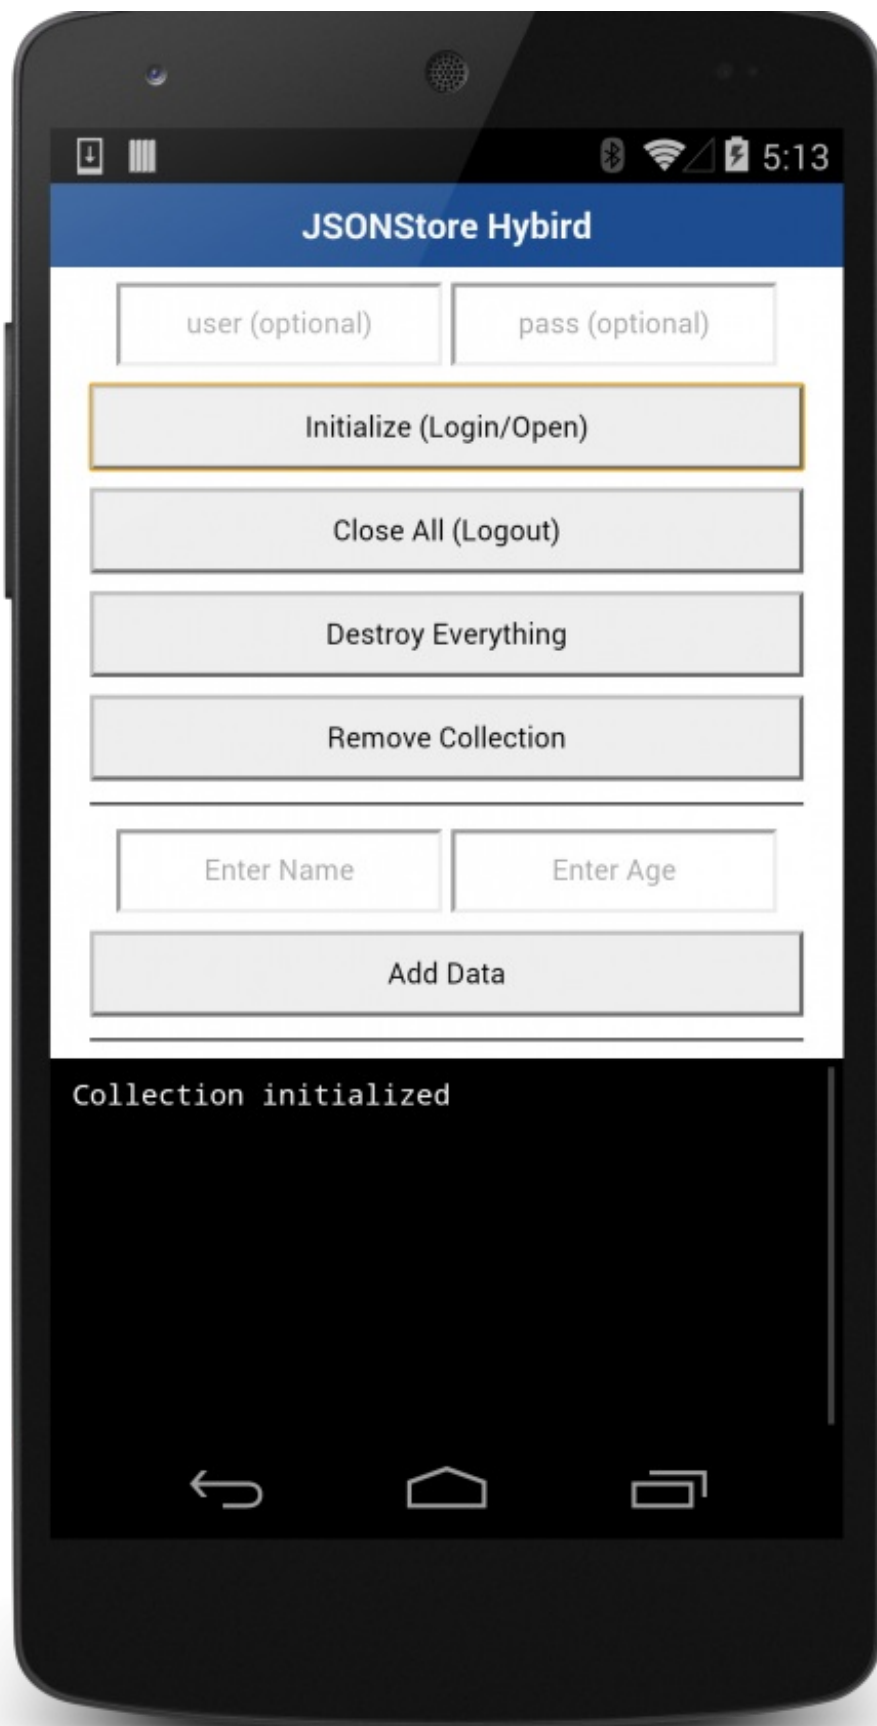 5:13
JSONStore Hybird
user (optional) pass (optional)
Initialize (Login/Open)
Close All (Logout)
Destroy Everything
Remove Collection
Enter Name Enter Age
Add Data
Collection initialized